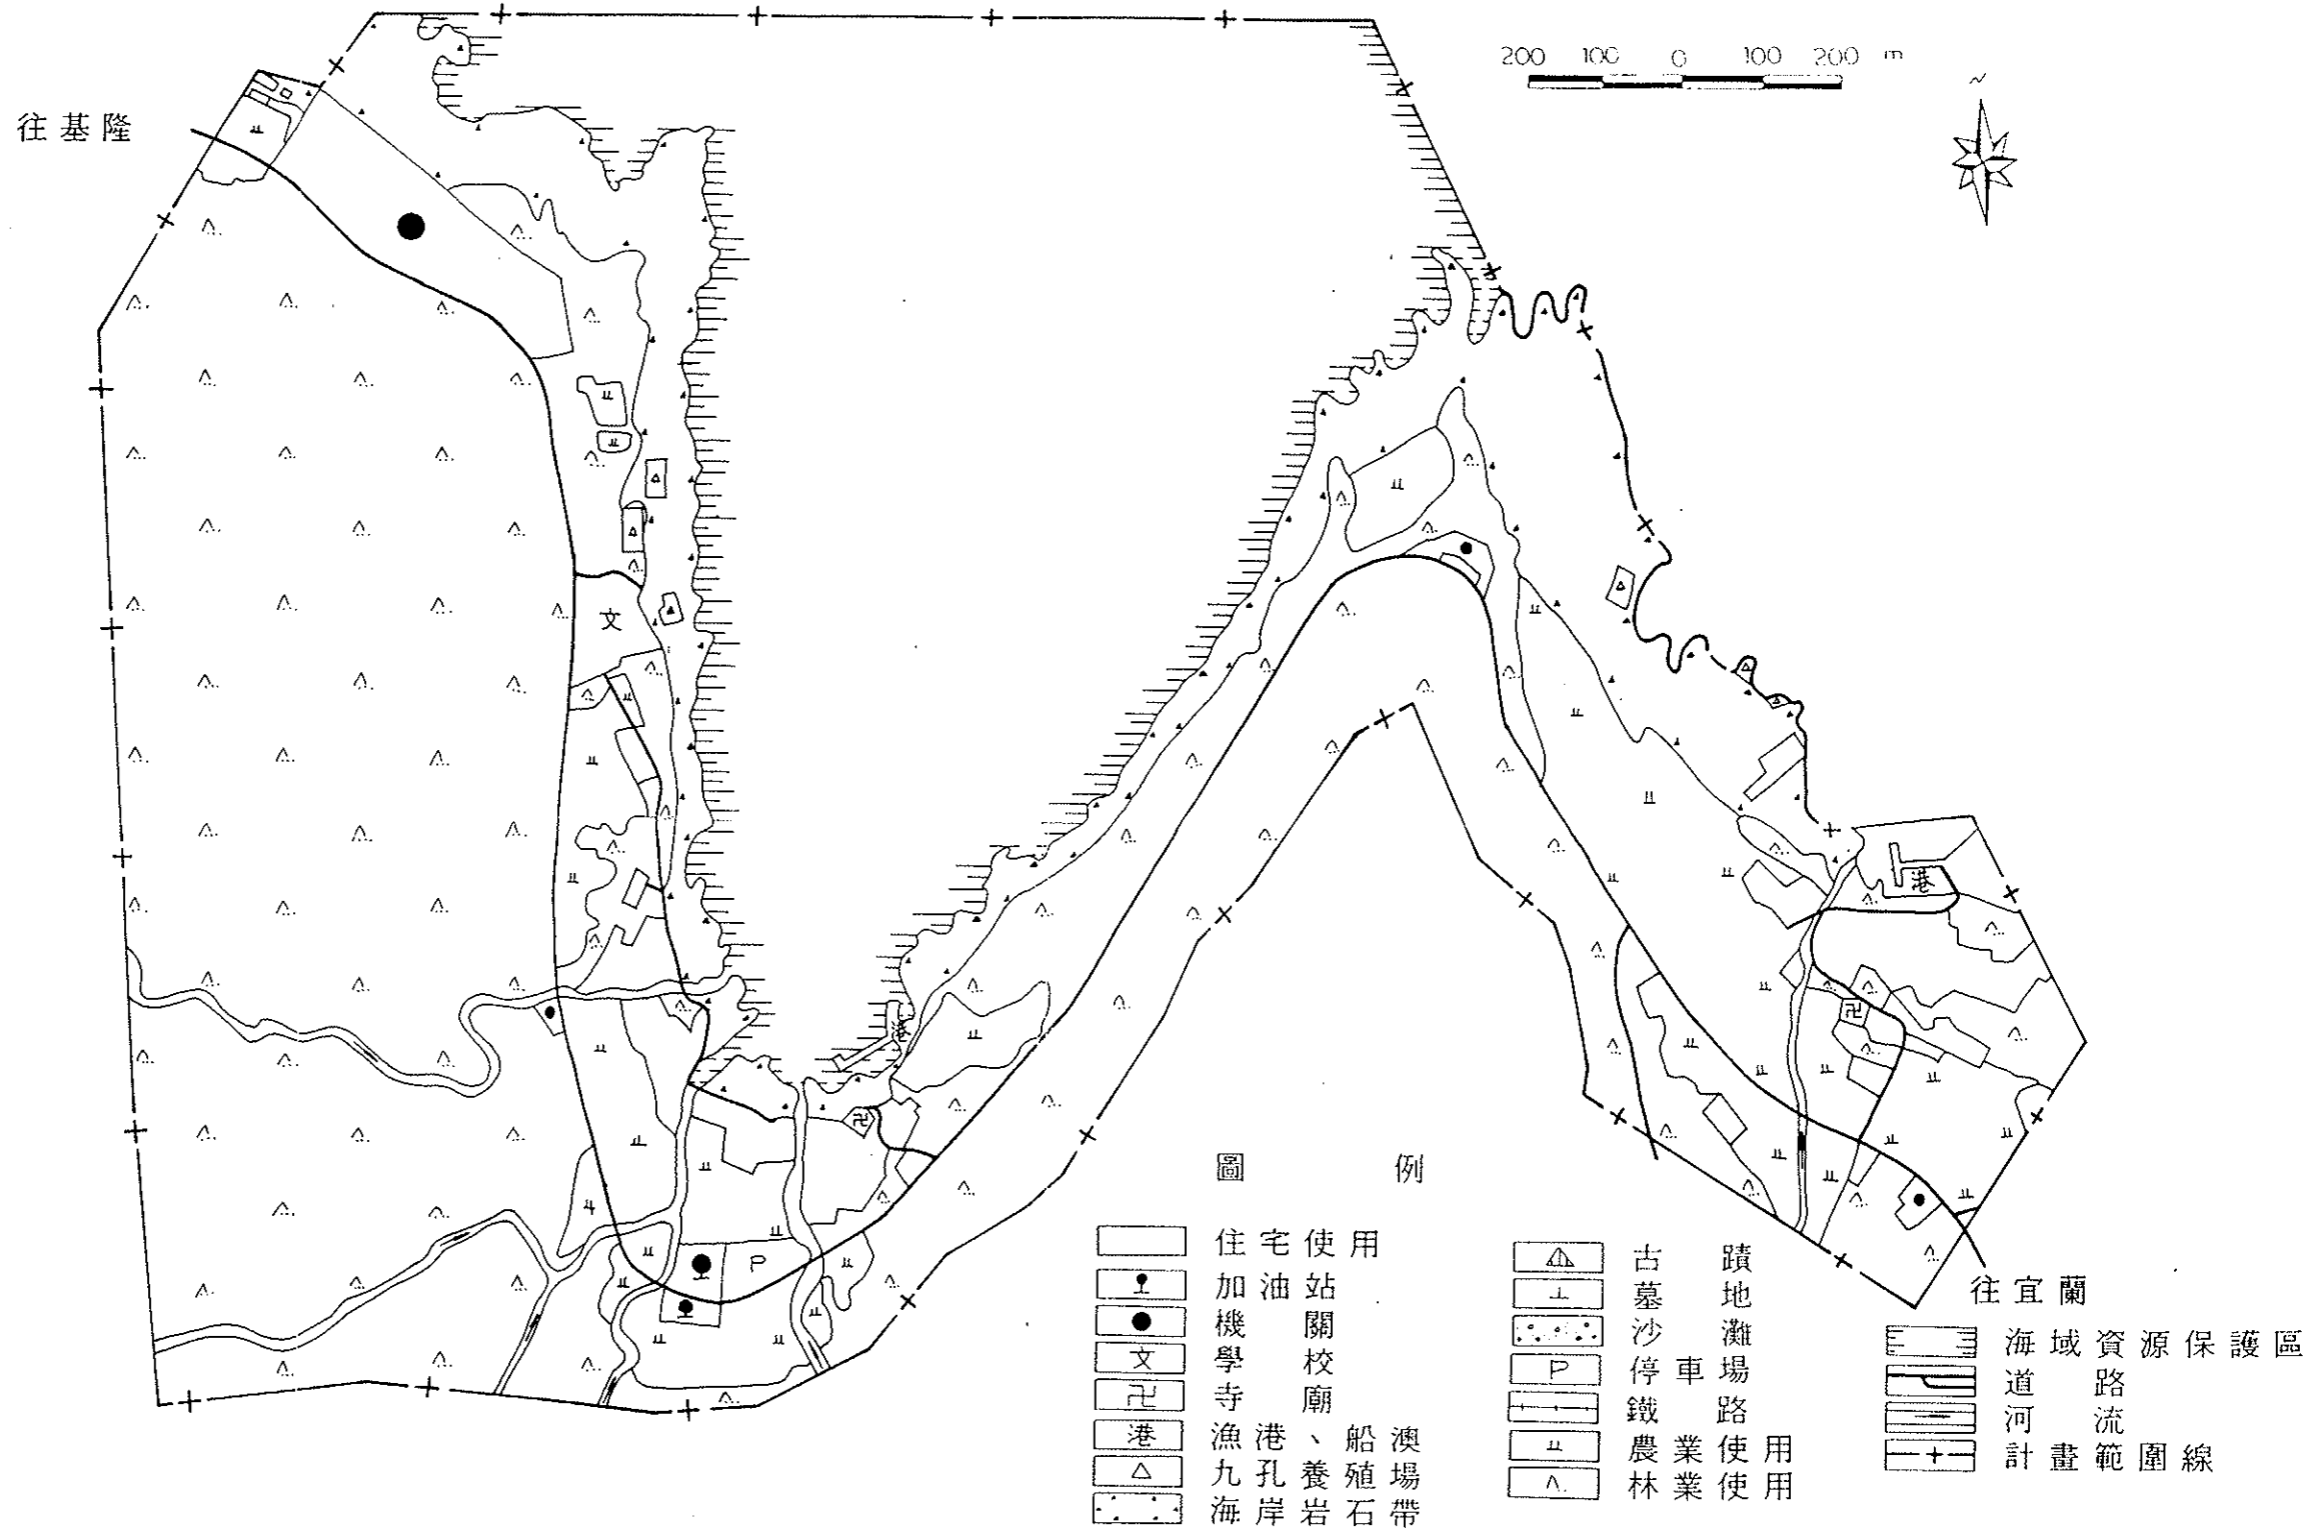 200 100 0 100 200 m
N
往基隆
文
港
港
卍
卍
P
往宜蘭
圖例
住宅使用
加油站
機關
文 學校
卍 寺廟
港 漁港、船澳
九孔養殖場
海岸岩石帶
古蹟
墓地
沙灘
P 停車場
鐵路
農業使用
林業使用
海域資源保護區
道路
河流
計畫範圍線